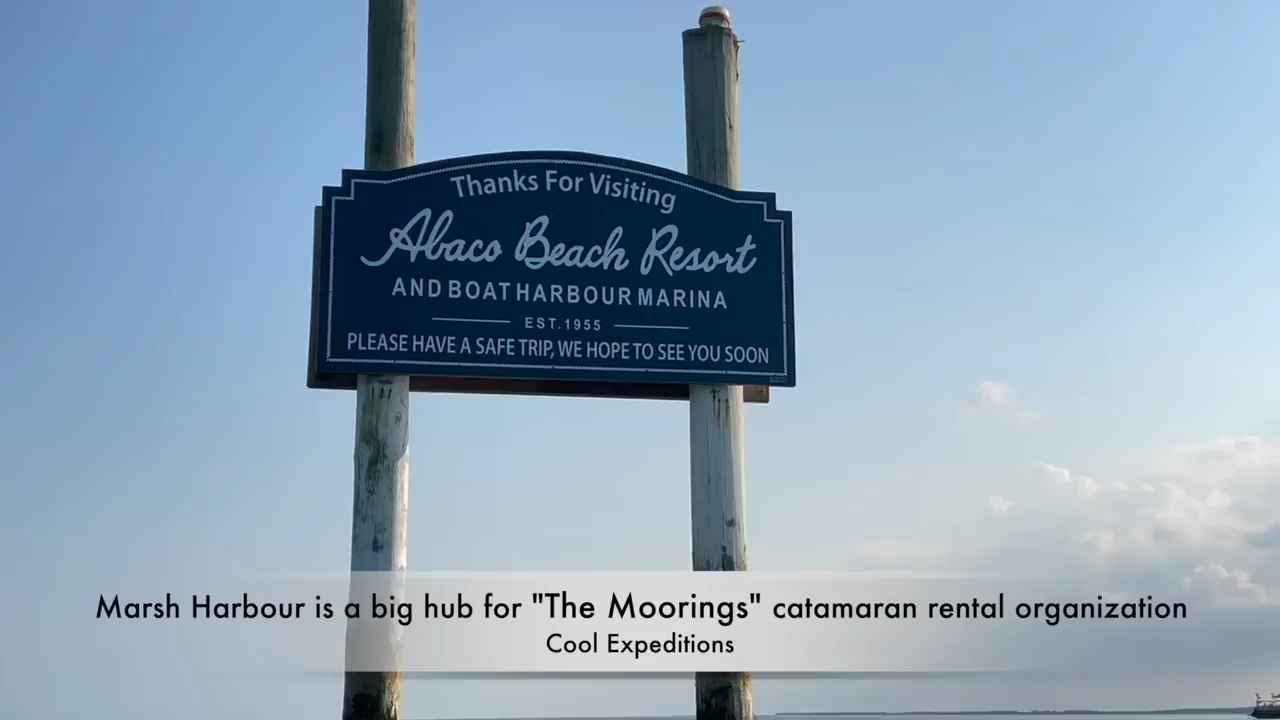 Thanks For Visiting
Abaco Beach Resort
AND BOAT HARBOUR MARINA
EST.1955
PLEASE HAVE A SAFE TRIP, WE HOPE TO SEE YOU SOON
Marsh Harbour is a big hub for "The Moorings" catamaran rental organization
Cool Expeditions